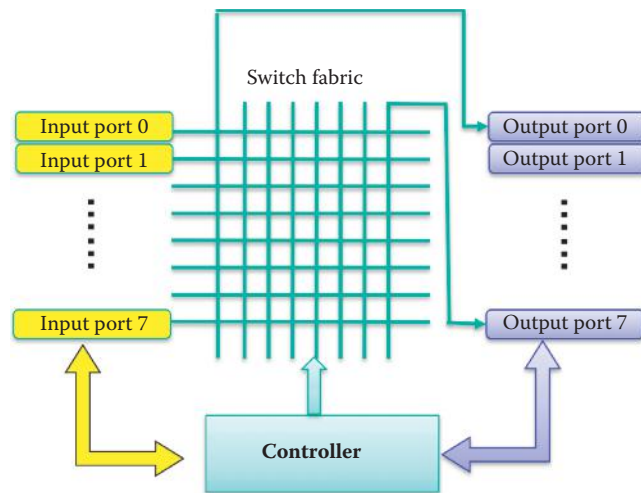 Switch fabric
Input port 0
Output port 0
Input port 1
Output port 1
Input port 7
Output port 7
Controller